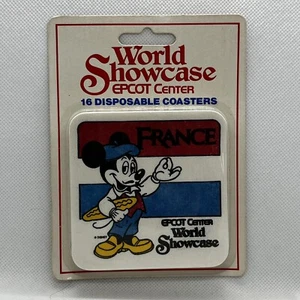 World
Showcase
EPCOT CENTER
16 DISPOSABLE COASTERS
FRANCE
EPCOT CENTER
World
Showcase